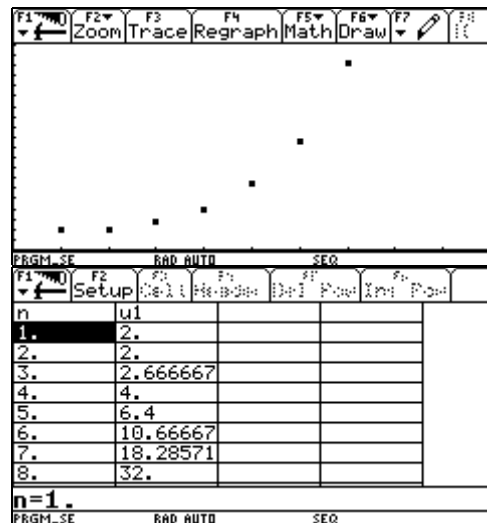 F1 F2 F3 F4 F5 F6 F7
Zoom Trace Regraph Math Draw
PRGM_SE RAD AUTO SEQ
F1 F2
Setup
n u1
1. 2.
2. 2.
3. 2.666667
4. 4.
5. 6.4
6. 10.66667
7. 18.28571
8. 32.
n=1.
PRGM_SE RAD AUTO SEQ